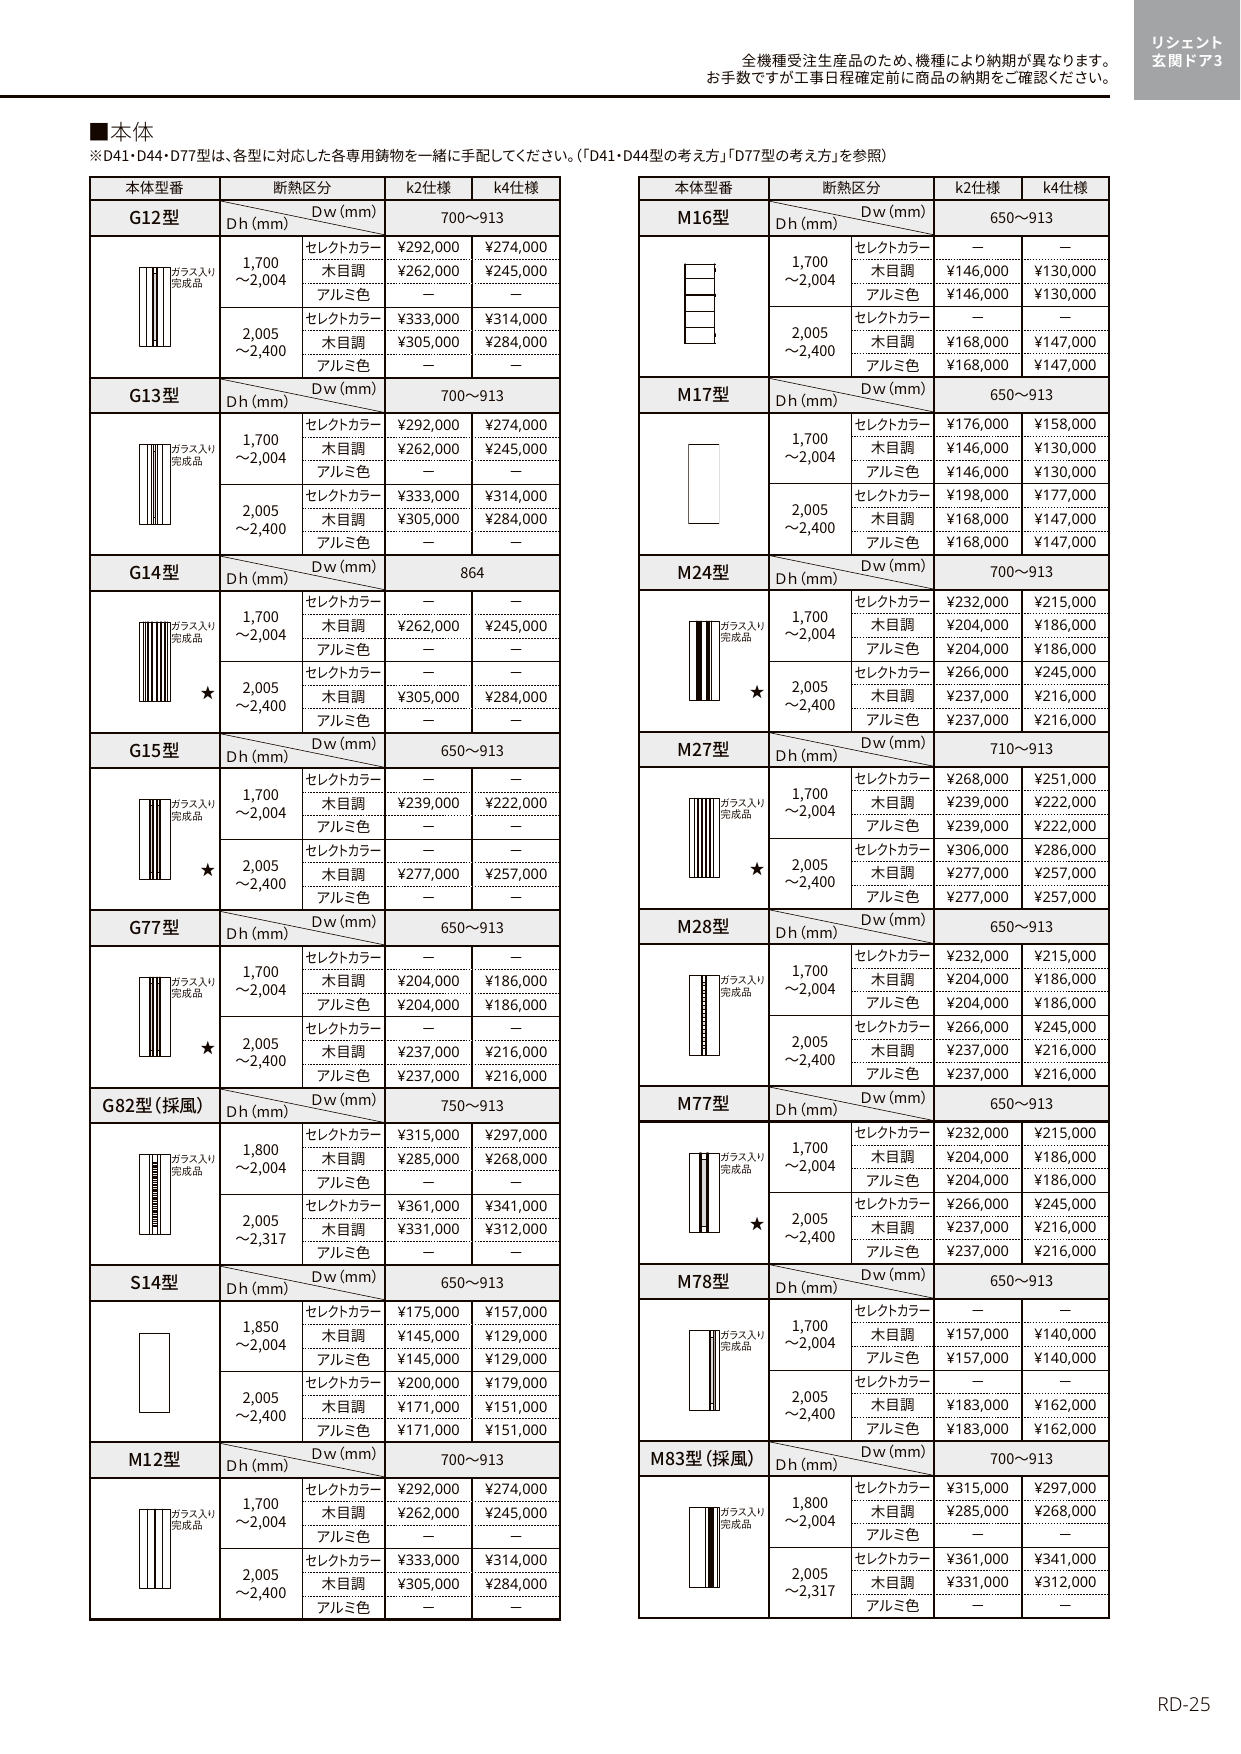 リシェント
玄関ドア3
全機種受注生産品のため、機種により納期が異なります。
お手数ですが工事日程確定前に商品の納期をご確認ください。
■本体
※D41・D44・D77型は、各型に対応した各専用鋳物を一緒に手配してください。(「D41・D44型の考え方」「D77型の考え方」を参照)
本体型番 断熱区分 k2仕様 k4仕様
G12型 Dh(mm) Dw(mm) 700〜913
ガラス入り
完成品
1,700
〜2,004
セレクトカラー ¥292,000 ¥274,000
木目調 ¥262,000 ¥245,000
アルミ色 － －
2,005
〜2,400
セレクトカラー ¥333,000 ¥314,000
木目調 ¥305,000 ¥284,000
アルミ色 － －
G13型 Dh(mm) Dw(mm) 700〜913
ガラス入り
完成品
1,700
〜2,004
セレクトカラー ¥292,000 ¥274,000
木目調 ¥262,000 ¥245,000
アルミ色 － －
2,005
〜2,400
セレクトカラー ¥333,000 ¥314,000
木目調 ¥305,000 ¥284,000
アルミ色 － －
G14型 Dh(mm) Dw(mm) 864
ガラス入り
完成品
★
1,700
〜2,004
セレクトカラー － －
木目調 ¥262,000 ¥245,000
アルミ色 － －
2,005
〜2,400
セレクトカラー － －
木目調 ¥305,000 ¥284,000
アルミ色 － －
G15型 Dh(mm) Dw(mm) 650〜913
ガラス入り
完成品
★
1,700
〜2,004
セレクトカラー － －
木目調 ¥239,000 ¥222,000
アルミ色 － －
2,005
〜2,400
セレクトカラー － －
木目調 ¥277,000 ¥257,000
アルミ色 － －
G77型 Dh(mm) Dw(mm) 650〜913
ガラス入り
完成品
★
1,700
〜2,004
セレクトカラー － －
木目調 ¥204,000 ¥186,000
アルミ色 ¥204,000 ¥186,000
2,005
〜2,400
セレクトカラー － －
木目調 ¥237,000 ¥216,000
アルミ色 ¥237,000 ¥216,000
G82型(採風) Dh(mm) Dw(mm) 750〜913
ガラス入り
完成品
1,800
〜2,004
セレクトカラー ¥315,000 ¥297,000
木目調 ¥285,000 ¥268,000
アルミ色 － －
2,005
〜2,317
セレクトカラー ¥361,000 ¥341,000
木目調 ¥331,000 ¥312,000
アルミ色 － －
S14型 Dh(mm) Dw(mm) 650〜913
1,850
〜2,004
セレクトカラー ¥175,000 ¥157,000
木目調 ¥145,000 ¥129,000
アルミ色 ¥145,000 ¥129,000
2,005
〜2,400
セレクトカラー ¥200,000 ¥179,000
木目調 ¥171,000 ¥151,000
アルミ色 ¥171,000 ¥151,000
M12型 Dh(mm) Dw(mm) 700〜913
ガラス入り
完成品
1,700
〜2,004
セレクトカラー ¥292,000 ¥274,000
木目調 ¥262,000 ¥245,000
アルミ色 － －
2,005
〜2,400
セレクトカラー ¥333,000 ¥314,000
木目調 ¥305,000 ¥284,000
アルミ色 － －
本体型番 断熱区分 k2仕様 k4仕様
M16型 Dh(mm) Dw(mm) 650〜913
1,700
〜2,004
セレクトカラー － －
木目調 ¥146,000 ¥130,000
アルミ色 ¥146,000 ¥130,000
2,005
〜2,400
セレクトカラー － －
木目調 ¥168,000 ¥147,000
アルミ色 ¥168,000 ¥147,000
M17型 Dh(mm) Dw(mm) 650〜913
1,700
〜2,004
セレクトカラー ¥176,000 ¥158,000
木目調 ¥146,000 ¥130,000
アルミ色 ¥146,000 ¥130,000
2,005
〜2,400
セレクトカラー ¥198,000 ¥177,000
木目調 ¥168,000 ¥147,000
アルミ色 ¥168,000 ¥147,000
M24型 Dh(mm) Dw(mm) 700〜913
ガラス入り
完成品
★
1,700
〜2,004
セレクトカラー ¥232,000 ¥215,000
木目調 ¥204,000 ¥186,000
アルミ色 ¥204,000 ¥186,000
2,005
〜2,400
セレクトカラー ¥266,000 ¥245,000
木目調 ¥237,000 ¥216,000
アルミ色 ¥237,000 ¥216,000
M27型 Dh(mm) Dw(mm) 710〜913
ガラス入り
完成品
★
1,700
〜2,004
セレクトカラー ¥268,000 ¥251,000
木目調 ¥239,000 ¥222,000
アルミ色 ¥239,000 ¥222,000
2,005
〜2,400
セレクトカラー ¥306,000 ¥286,000
木目調 ¥277,000 ¥257,000
アルミ色 ¥277,000 ¥257,000
M28型 Dh(mm) Dw(mm) 650〜913
ガラス入り
完成品
1,700
〜2,004
セレクトカラー ¥232,000 ¥215,000
木目調 ¥204,000 ¥186,000
アルミ色 ¥204,000 ¥186,000
2,005
〜2,400
セレクトカラー ¥266,000 ¥245,000
木目調 ¥237,000 ¥216,000
アルミ色 ¥237,000 ¥216,000
M77型 Dh(mm) Dw(mm) 650〜913
ガラス入り
完成品
★
1,700
〜2,004
セレクトカラー ¥232,000 ¥215,000
木目調 ¥204,000 ¥186,000
アルミ色 ¥204,000 ¥186,000
2,005
〜2,400
セレクトカラー ¥266,000 ¥245,000
木目調 ¥237,000 ¥216,000
アルミ色 ¥237,000 ¥216,000
M78型 Dh(mm) Dw(mm) 650〜913
ガラス入り
完成品
1,700
〜2,004
セレクトカラー － －
木目調 ¥157,000 ¥140,000
アルミ色 ¥157,000 ¥140,000
2,005
〜2,400
セレクトカラー － －
木目調 ¥183,000 ¥162,000
アルミ色 ¥183,000 ¥162,000
M83型(採風) Dh(mm) Dw(mm) 700〜913
ガラス入り
完成品
1,800
〜2,004
セレクトカラー ¥315,000 ¥297,000
木目調 ¥285,000 ¥268,000
アルミ色 － －
2,005
〜2,317
セレクトカラー ¥361,000 ¥341,000
木目調 ¥331,000 ¥312,000
アルミ色 － －
RD-25